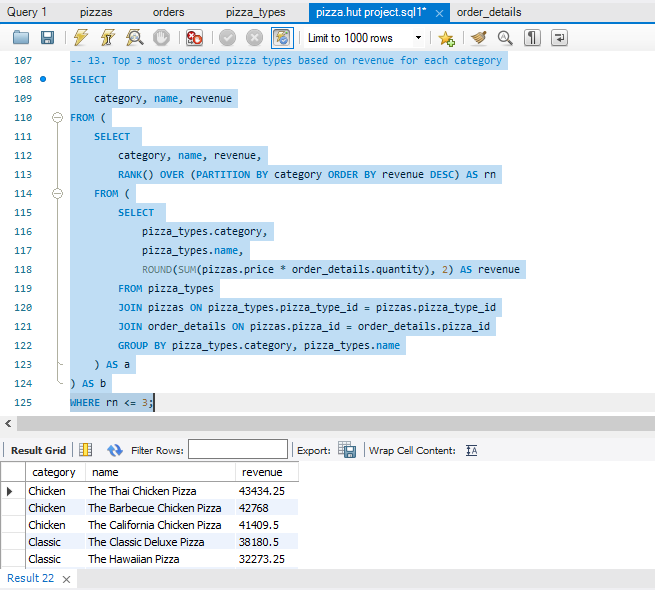 Query 1 pizzas orders pizza_types pizza.hut project.sql1* order_details
Limit to 1000 rows
107 -- 13. Top 3 most ordered pizza types based on revenue for each category
108 SELECT
109 category, name, revenue
110 FROM (
111 SELECT
112 category, name, revenue,
113 RANK() OVER (PARTITION BY category ORDER BY revenue DESC) AS rn
114 FROM (
115 SELECT
116 pizza_types.category,
117 pizza_types.name,
118 ROUND(SUM(pizzas.price * order_details.quantity), 2) AS revenue
119 FROM pizza_types
120 JOIN pizzas ON pizza_types.pizza_type_id = pizzas.pizza_type_id
121 JOIN order_details ON pizzas.pizza_id = order_details.pizza_id
122 GROUP BY pizza_types.category, pizza_types.name
123 ) AS a
124 ) AS b
125 WHERE rn <= 3;
Result Grid Filter Rows: Export: Wrap Cell Content:
category name revenue
Chicken The Thai Chicken Pizza 43434.25
Chicken The Barbecue Chicken Pizza 42768
Chicken The California Chicken Pizza 41409.5
Classic The Classic Deluxe Pizza 38180.5
Classic The Hawaiian Pizza 32273.25
Result 22